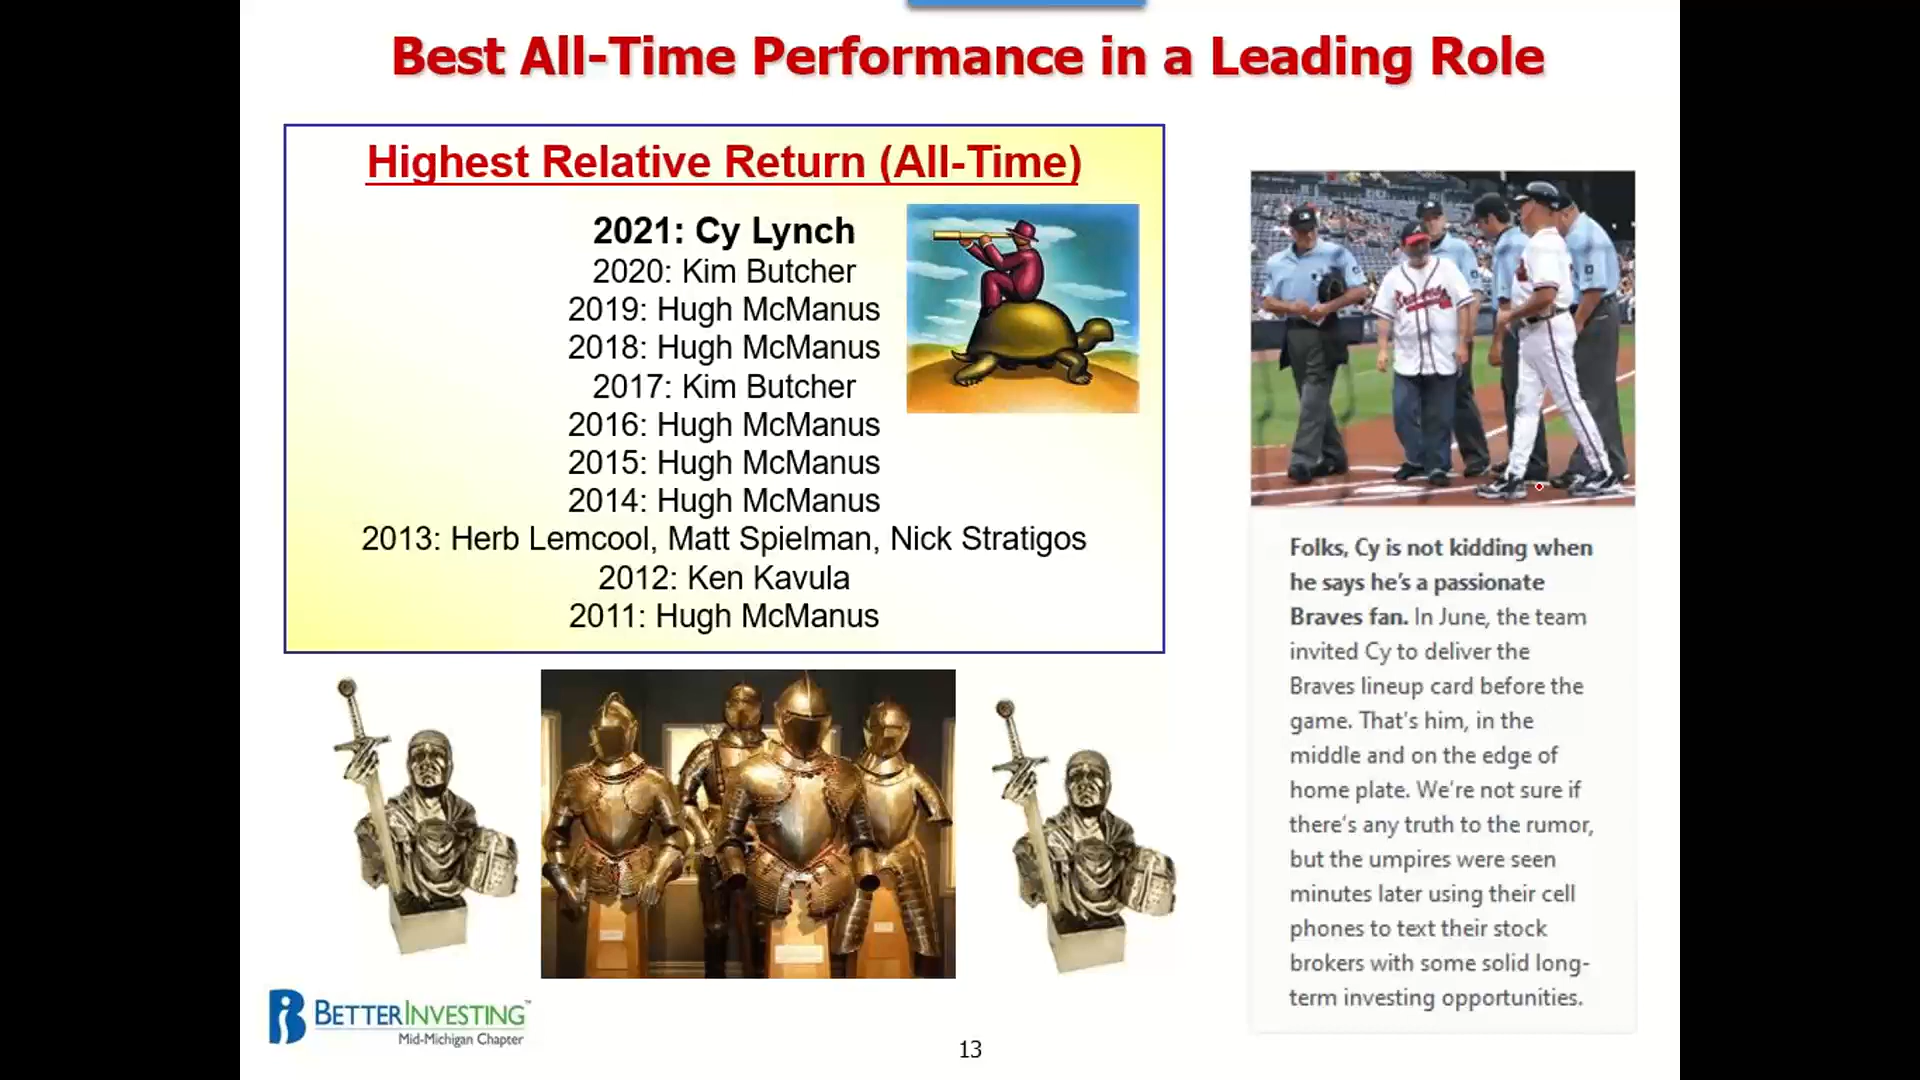 Best All-Time Performance in a Leading Role
Highest Relative Return (All-Time)
2021: Cy Lynch
2020: Kim Butcher
2019: Hugh McManus
2018: Hugh McManus
2017: Kim Butcher
2016: Hugh McManus
2015: Hugh McManus
2014: Hugh McManus
2013: Herb Lemcool, Matt Spielman, Nick Stratigos
2012: Ken Kavula
2011: Hugh McManus
Folks, Cy is not kidding when
he says he's a passionate
Braves fan. In June, the team
invited Cy to deliver the
Braves lineup card before the
game. That's him, in the
middle and on the edge of
home plate. We're not sure if
there's any truth to the rumor,
but the umpires were seen
minutes later using their cell
phones to text their stock
brokers with some solid long-
term investing opportunities.
BETTERINVESTING™
Mid-Michigan Chapter
13